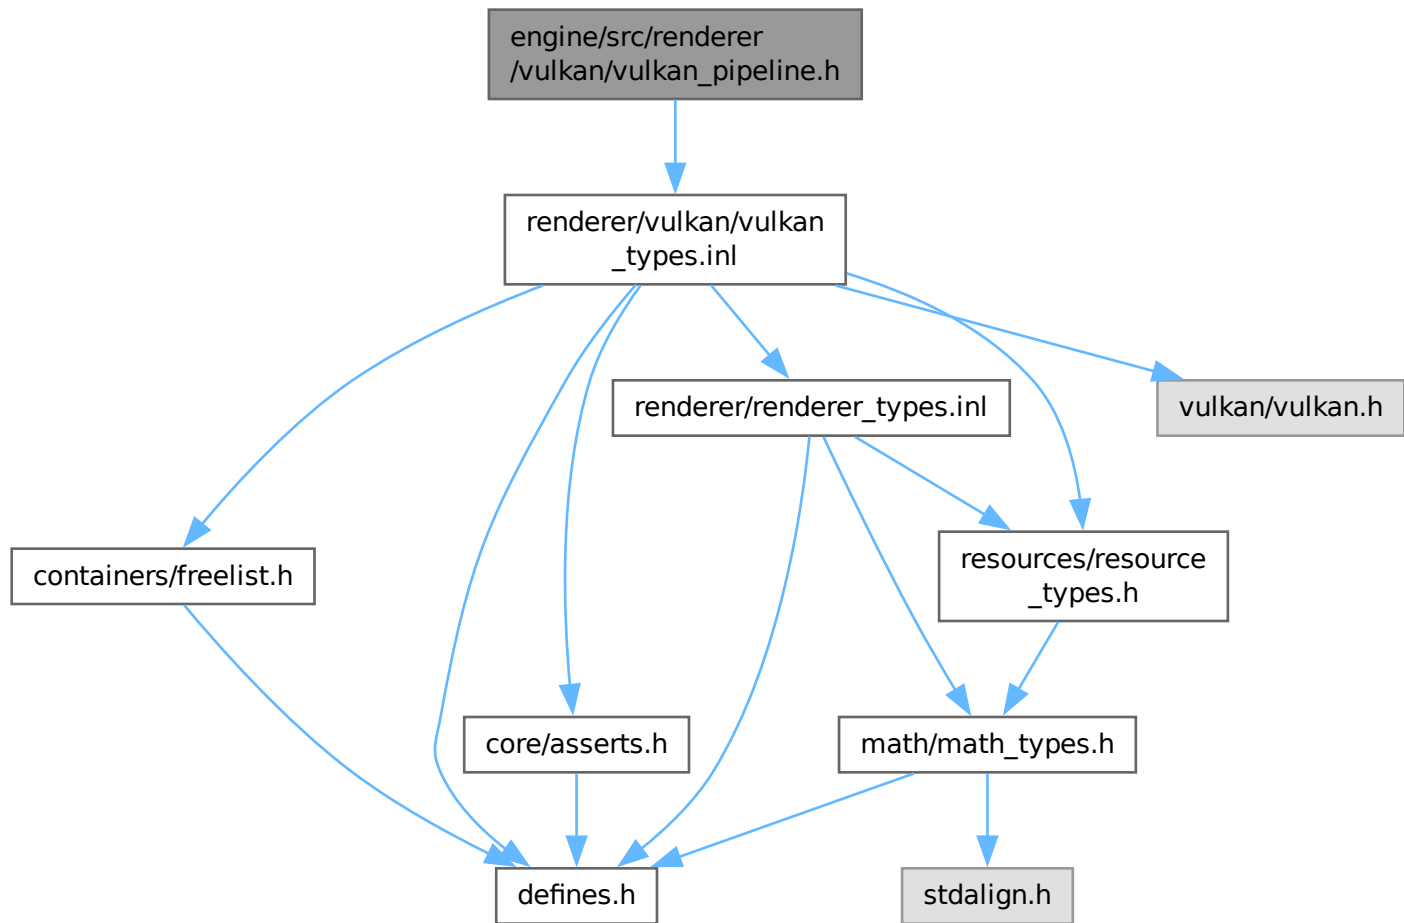 engine/src/renderer
/vulkan/vulkan_pipeline.h
renderer/vulkan/vulkan
_types.inl
renderer/renderer_types.inl
vulkan/vulkan.h
containers/freelist.h
resources/resource
_types.h
core/asserts.h
math/math_types.h
defines.h
stdalign.h